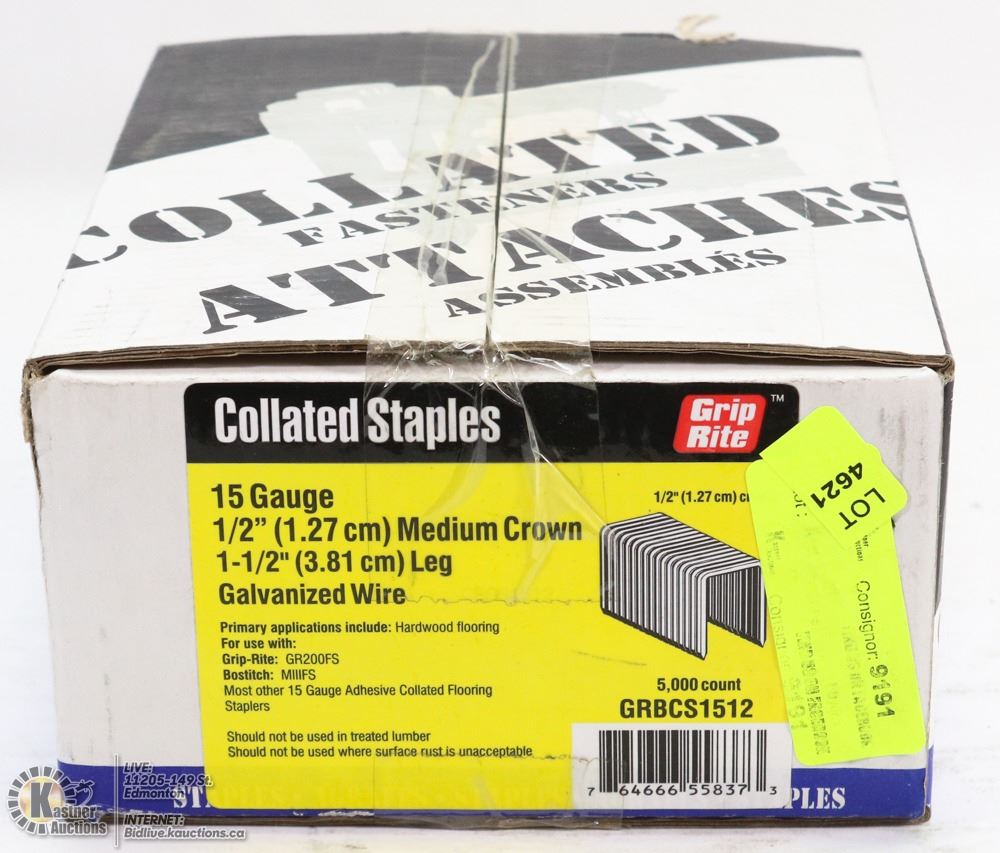 COLLATED
FASTENERS
ATTACHES
ASSEMBLÉS
Collated Staples
Grip Rite ™
15 Gauge
1/2" (1.27 cm) Medium Crown
1-1/2" (3.81 cm) Leg
Galvanized Wire
1/2" (1.27 cm)
Primary applications include: Hardwood flooring
For use with:
Grip-Rite: GR200FS
Bostitch: MIIIFS
Most other 15 Gauge Adhesive Collated Flooring
Staplers
Should not be used in treated lumber
Should not be used where surface rust is unacceptable
5,000 count
GRBCS1512
7 64666 55837 3
LOT
4621
Consignor: 9191
Kastner
Auctions
LIVE:
11205-149 St.
Edmonton
INTERNET:
Bidlive.kauctions.ca